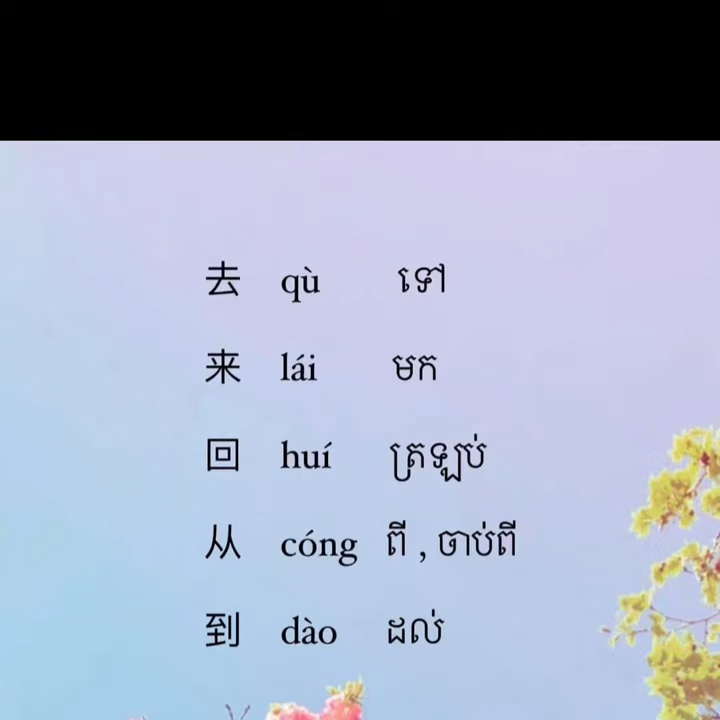 去 qù ទៅ
来 lái មក
回 huí ត្រឡប់
从 cóng ពី , ចាប់ពី
到 dào ដល់